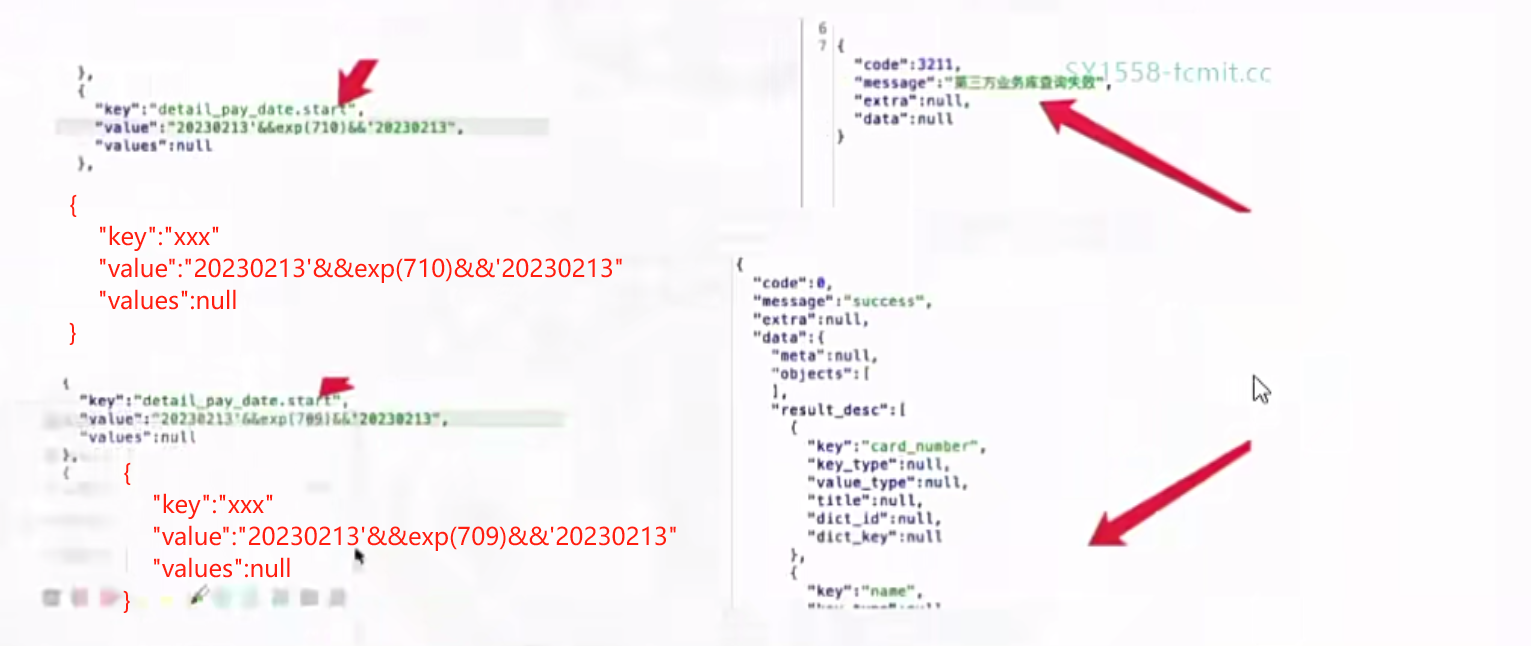 },
{
"key":"detail_pay_date.start",
"value":"20230213'&&exp(710)&&'20230213",
"values":null
},
{
"key":"xxx"
"value":"20230213'&&exp(710)&&'20230213"
"values":null
}
{
"key":"detail_pay_date.start",
"value":"20230213'&&exp(709)&&'20230213",
"values":null
},
{
{
"key":"xxx"
"value":"20230213'&&exp(709)&&'20230213"
"values":null
}
6
7 {
"code":3211,
SX1558-fcmit.cc
"message":"第三方业务库查询失败",
"extra":null,
"data":null
}
{
"code":0,
"message":"success",
"extra":null,
"data":{
"meta":null,
"objects":[
],
"result_desc":[
{
"key":"card_number",
"key_type":null,
"value_type":null,
"title":null,
"dict_id":null,
"dict_key":null
},
{
"key":"name",